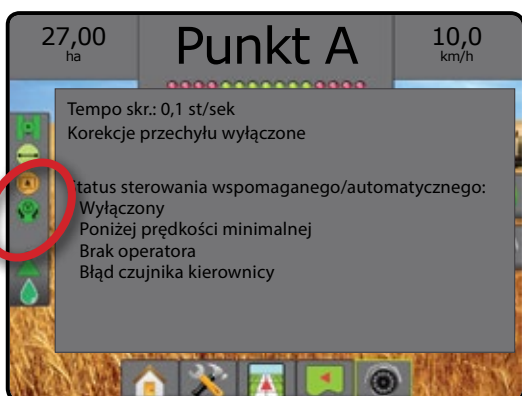 27,00
ha
Punkt A
10,0
km/h
Tempo skr.: 0,1 st/sek
Korekcje przechyłu wyłączone
Status sterowania wspomaganego/automatycznego:
Wyłączony
Poniżej prędkości minimalnej
Brak operatora
Błąd czujnika kierownicy